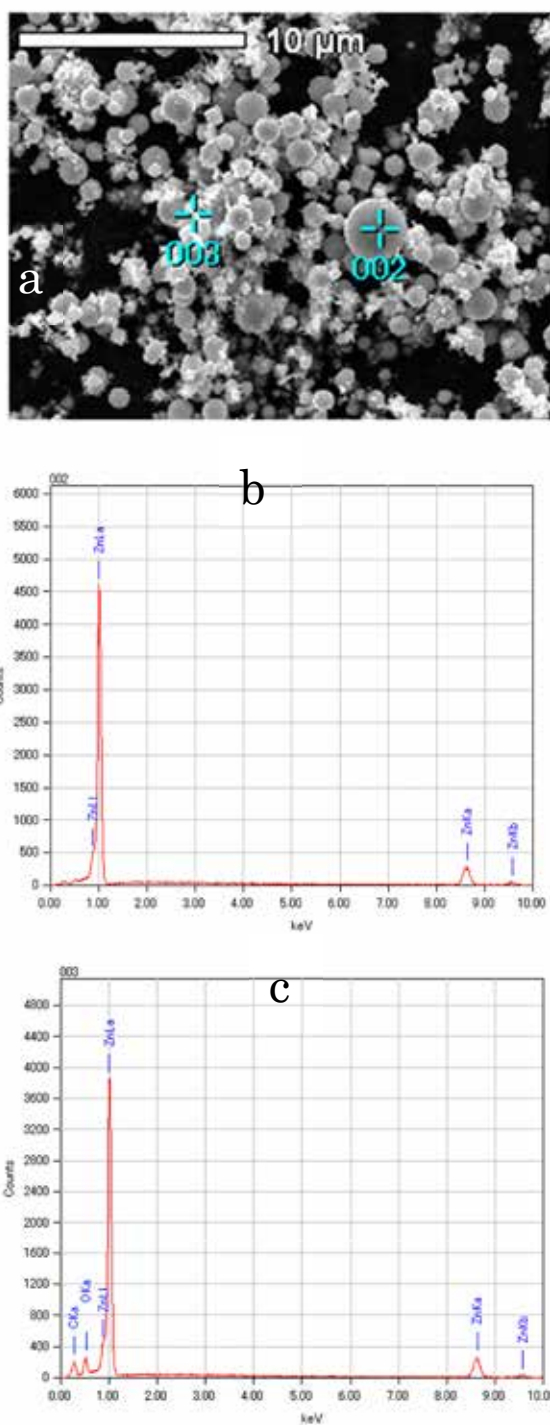 10 μm
003
002
a
b
002
6000
5500
5000
4500
4000
3500
3000
2500
2000
1500
1000
500
0
ZnLa
ZnLl
ZnKa
ZnKb
0.00 1.00 2.00 3.00 4.00 5.00 6.00 7.00 8.00 9.00 10.00
keV
c
003
Counts
4800
4400
4000
3600
3200
2800
2400
2000
1600
1200
800
400
0
CKa
OKa
ZnLl
ZnLa
ZnKa
ZnKb
0.00 1.00 2.00 3.00 4.00 5.00 6.00 7.00 8.00 9.00 10.0
keV